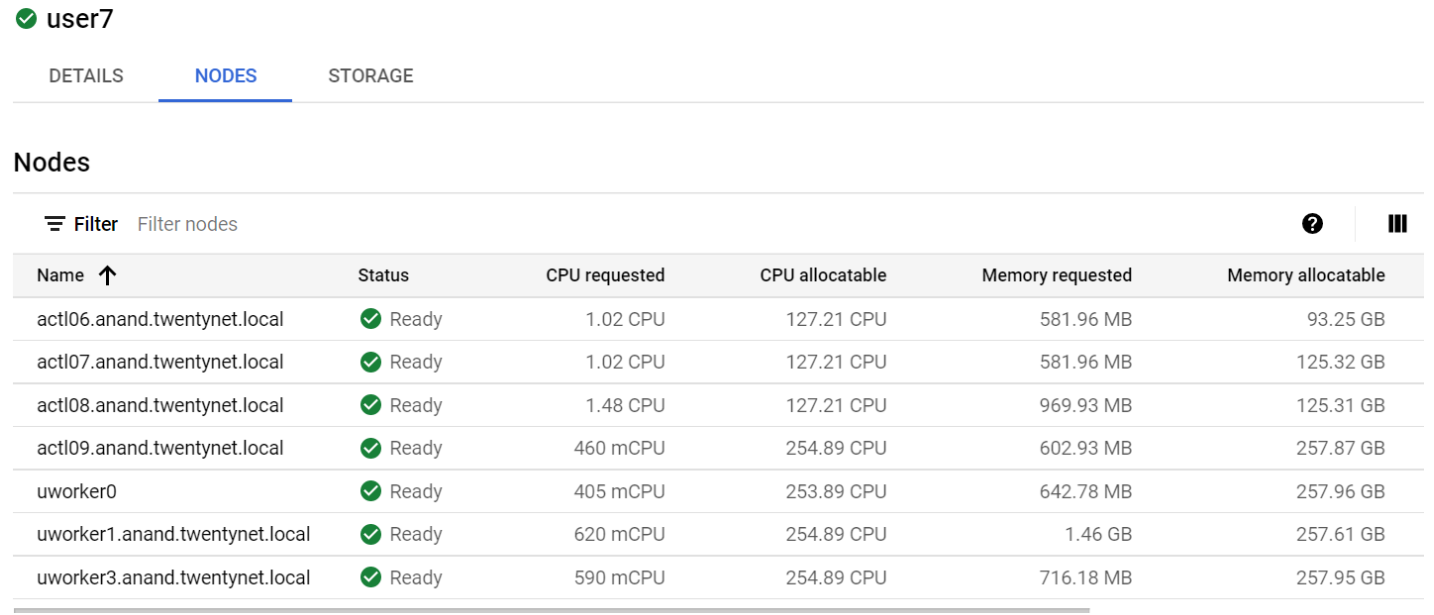 user7
DETAILS NODES STORAGE
Nodes
Filter Filter nodes
Name Status CPU requested CPU allocatable Memory requested Memory allocatable
actl06.anand.twentynet.local Ready 1.02 CPU 127.21 CPU 581.96 MB 93.25 GB
actl07.anand.twentynet.local Ready 1.02 CPU 127.21 CPU 581.96 MB 125.32 GB
actl08.anand.twentynet.local Ready 1.48 CPU 127.21 CPU 969.93 MB 125.31 GB
actl09.anand.twentynet.local Ready 460 mCPU 254.89 CPU 602.93 MB 257.87 GB
uworker0 Ready 405 mCPU 253.89 CPU 642.78 MB 257.96 GB
uworker1.anand.twentynet.local Ready 620 mCPU 254.89 CPU 1.46 GB 257.61 GB
uworker3.anand.twentynet.local Ready 590 mCPU 254.89 CPU 716.18 MB 257.95 GB